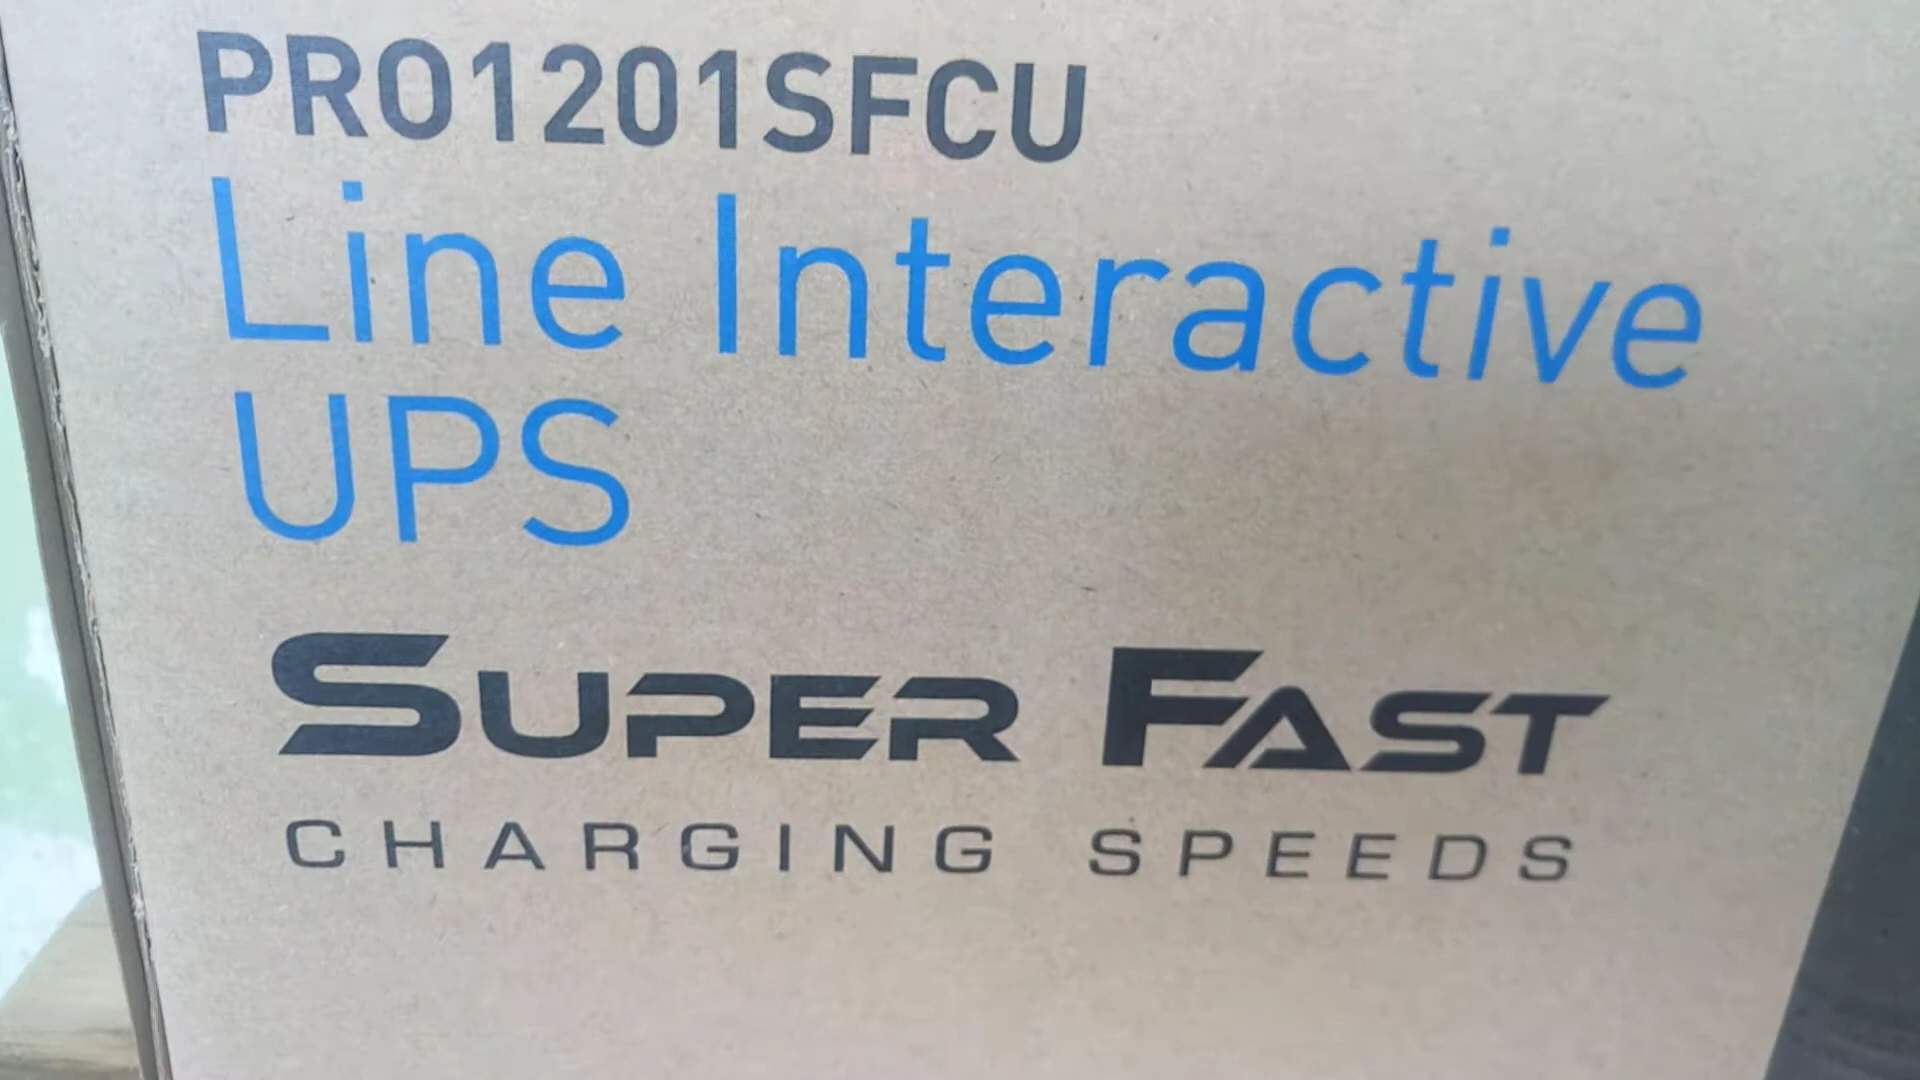 PRO1201SFCU
Line Interactive
UPS
SUPER FAST
CHARGING SPEEDS